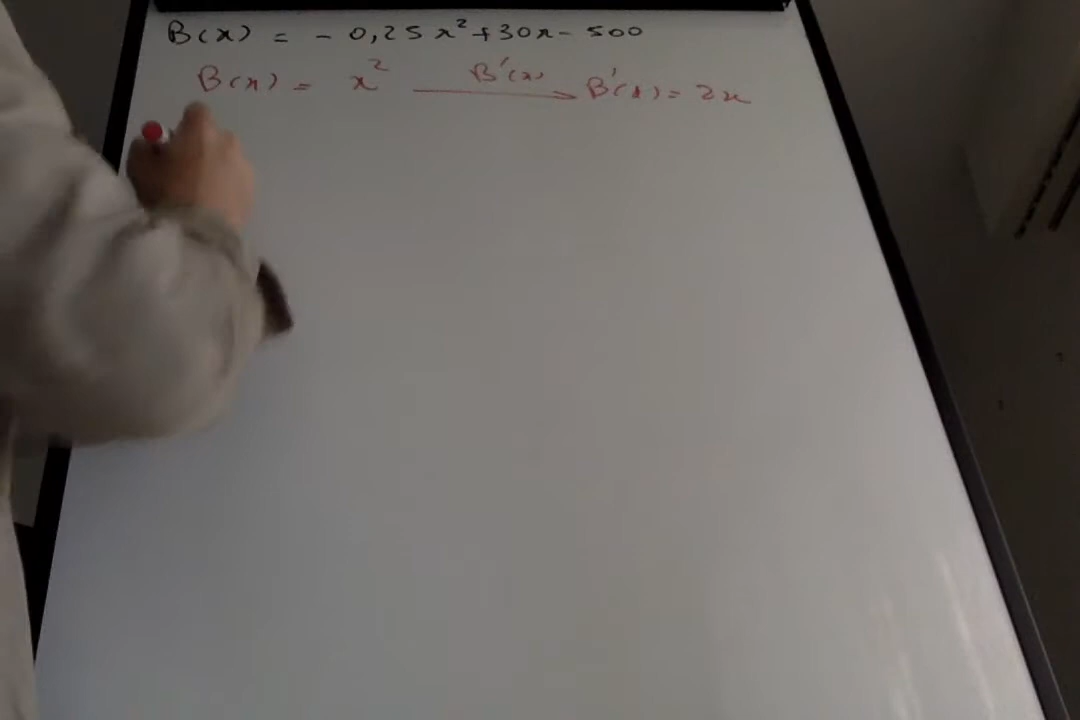 B(x) = - 0,25 x² + 30x - 500
B(x) = x² B'(x) B'(x) = 2x